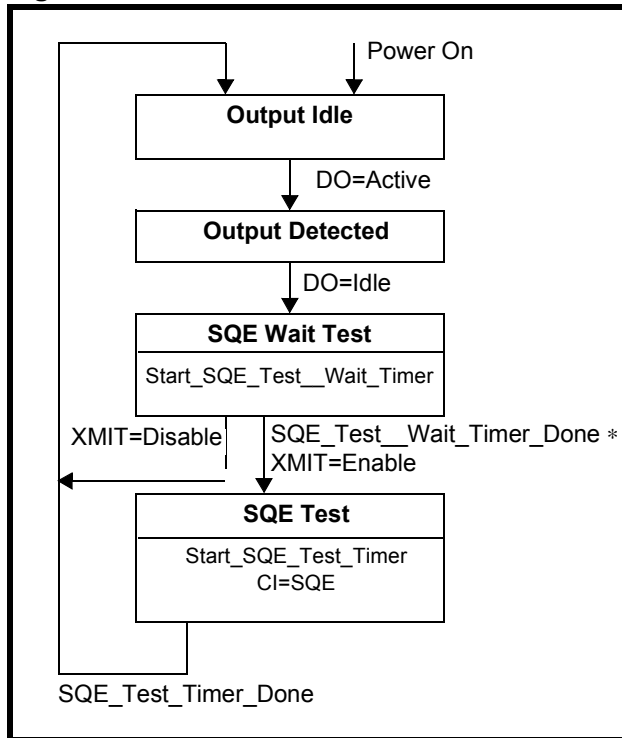 Power On
Output Idle
DO=Active
Output Detected
DO=Idle
SQE Wait Test
Start_SQE_Test__Wait_Timer
XMIT=Disable
SQE_Test__Wait_Timer_Done *
XMIT=Enable
SQE Test
Start_SQE_Test_Timer
CI=SQE
SQE_Test_Timer_Done